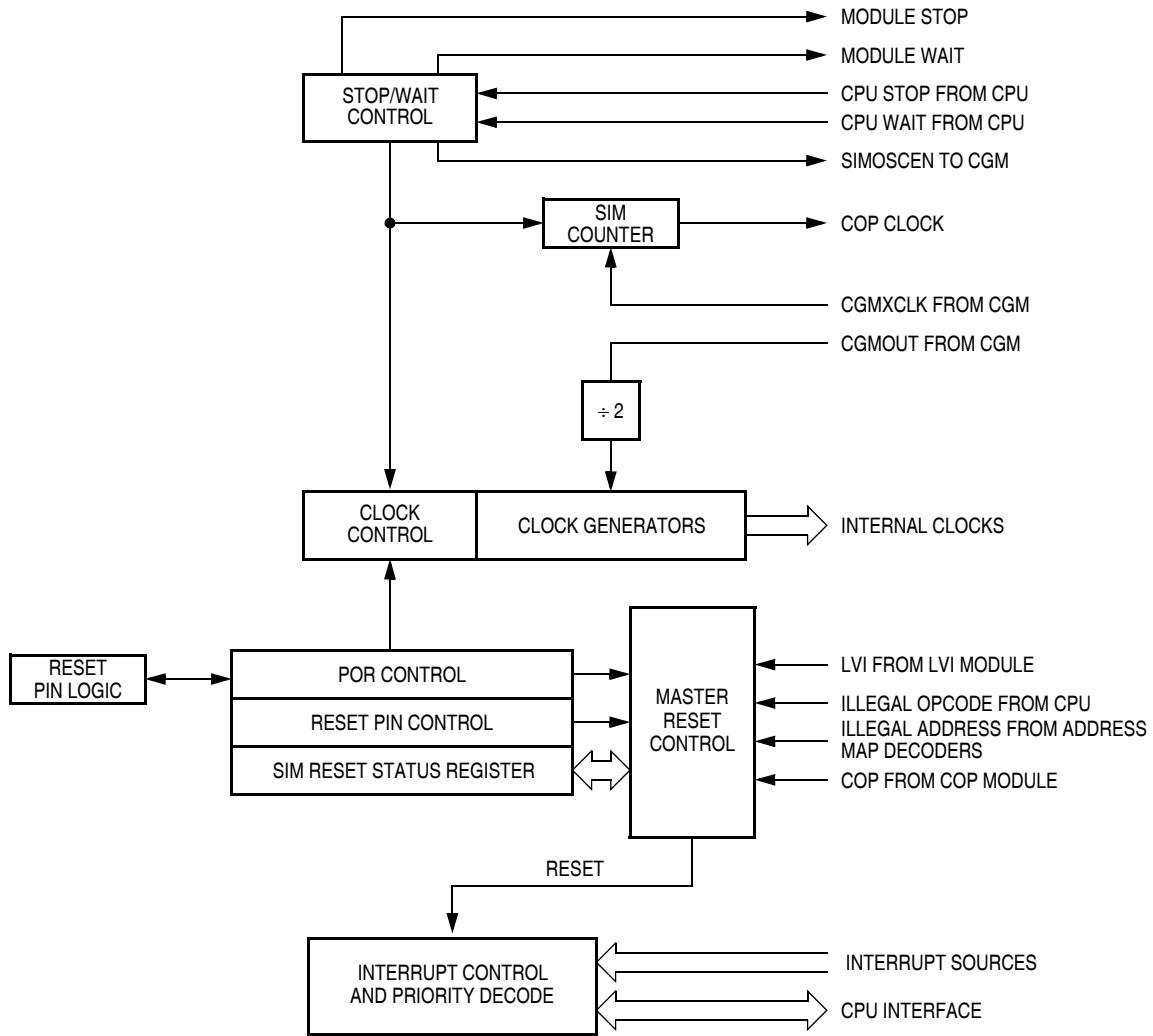 MODULE STOP
MODULE WAIT
STOP/WAIT
CONTROL
CPU STOP FROM CPU
CPU WAIT FROM CPU
SIMOSCEN TO CGM
SIM
COUNTER
COP CLOCK
CGMXCLK FROM CGM
CGMOUT FROM CGM
÷ 2
CLOCK
CONTROL
CLOCK GENERATORS
INTERNAL CLOCKS
RESET
PIN LOGIC
POR CONTROL
RESET PIN CONTROL
SIM RESET STATUS REGISTER
MASTER
RESET
CONTROL
LVI FROM LVI MODULE
ILLEGAL OPCODE FROM CPU
ILLEGAL ADDRESS FROM ADDRESS
MAP DECODERS
COP FROM COP MODULE
RESET
INTERRUPT CONTROL
AND PRIORITY DECODE
INTERRUPT SOURCES
CPU INTERFACE